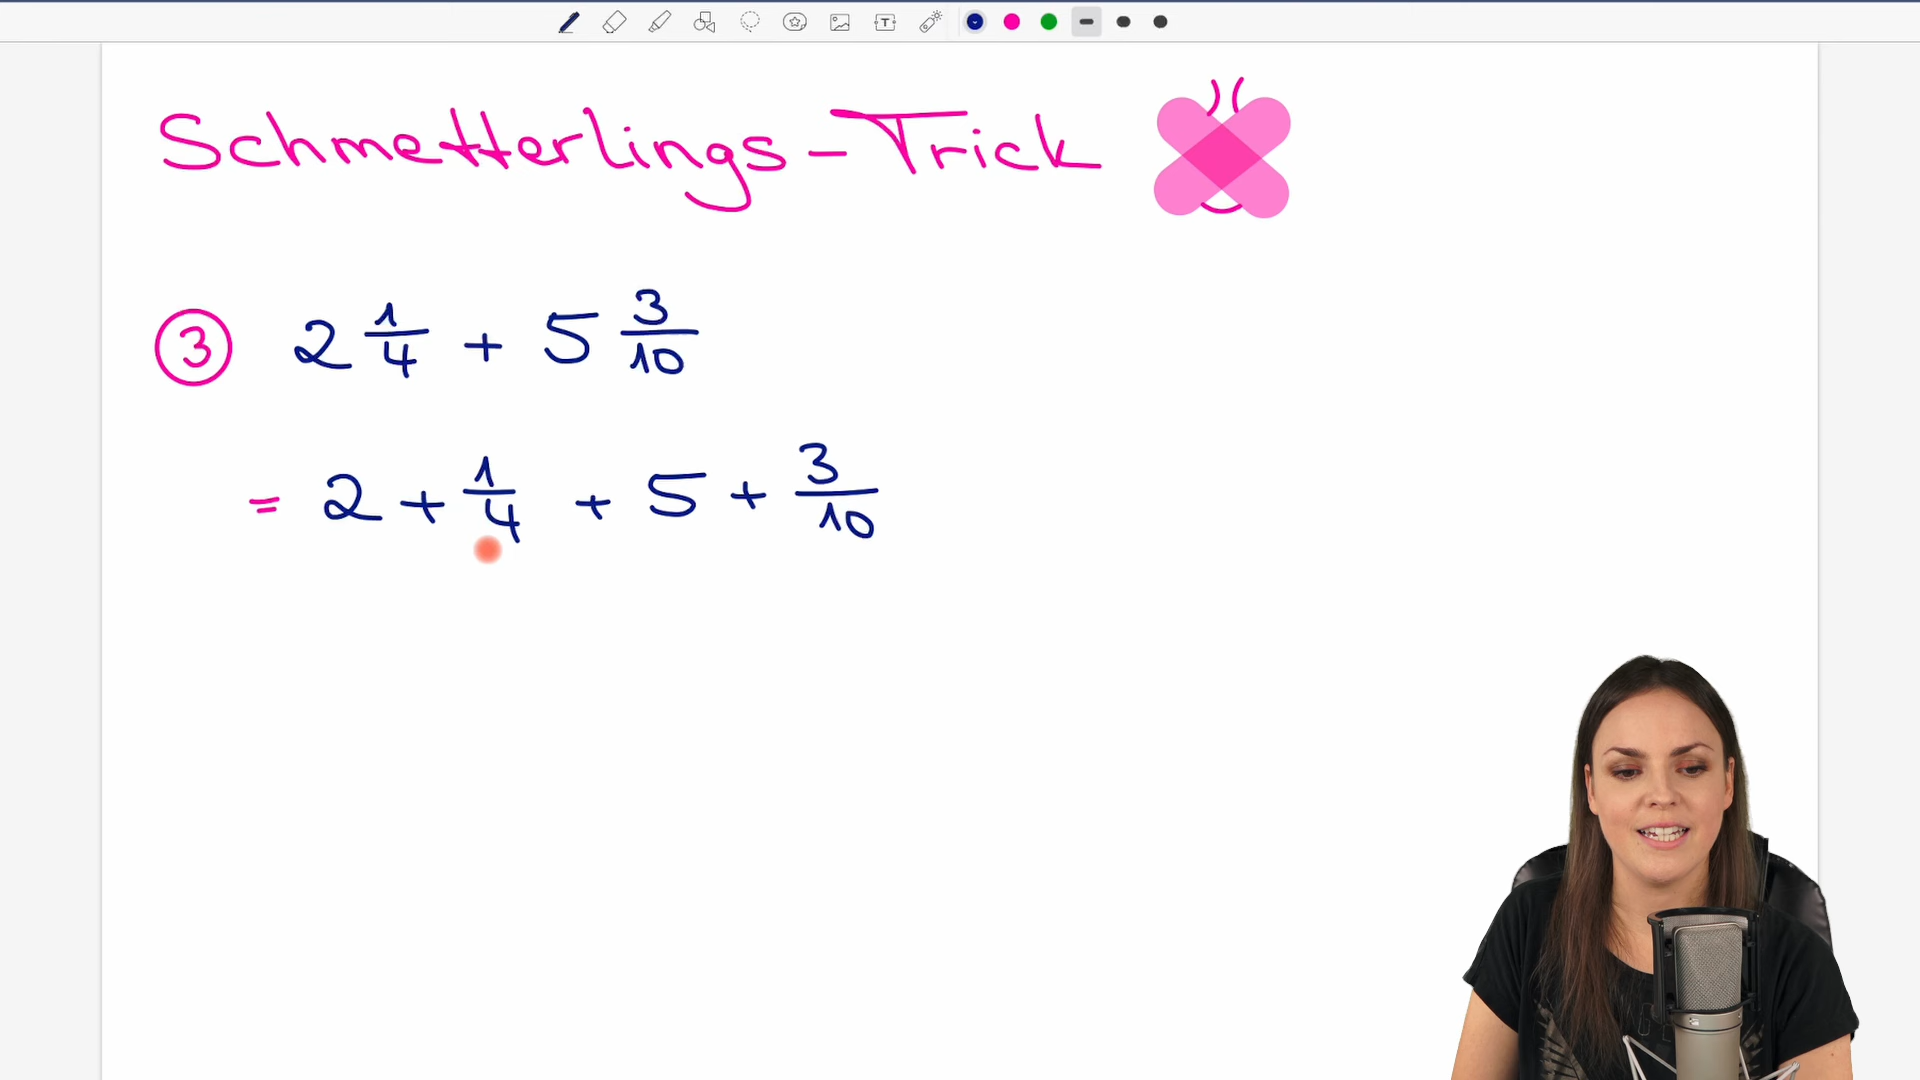 Schmetterlings-Trick
③ 2 1/4 + 5 3/10
= 2 + 1/4 + 5 + 3/10